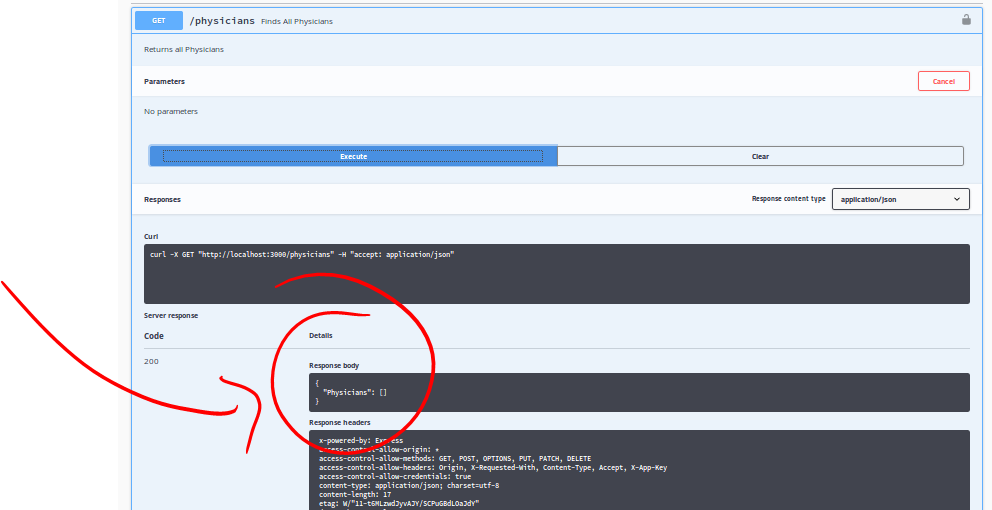 GET /physicians Finds All Physicians
Returns all Physicians
Parameters
Cancel
No parameters
Execute
Clear
Responses
Response content type
application/json
Curl
curl -X GET "http://localhost:3000/physicians" -H "accept: application/json"
Server response
Code
Details
200
Response body
{
"Physicians": []
}
Response headers
x-powered-by: Express
access-control-allow-origin: *
access-control-allow-methods: GET, POST, OPTIONS, PUT, PATCH, DELETE
access-control-allow-headers: Origin, X-Requested-With, Content-Type, Accept, X-App-Key
access-control-allow-credentials: true
content-type: application/json; charset=utf-8
content-length: 17
etag: W/"11-t6MLzwdJyvAJY/SCPuGBdLOaJdY"